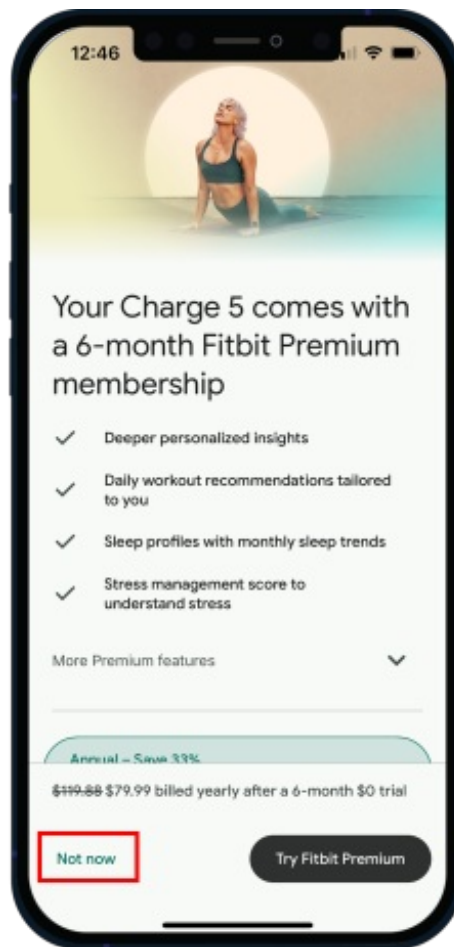 12:46
Your Charge 5 comes with
a 6-month Fitbit Premium
membership
Deeper personalized insights
Daily workout recommendations tailored
to you
Sleep profiles with monthly sleep trends
Stress management score to
understand stress
More Premium features
Annual – Save 33%
$119.88 $79.99 billed yearly after a 6-month $0 trial
Not now
Try Fitbit Premium